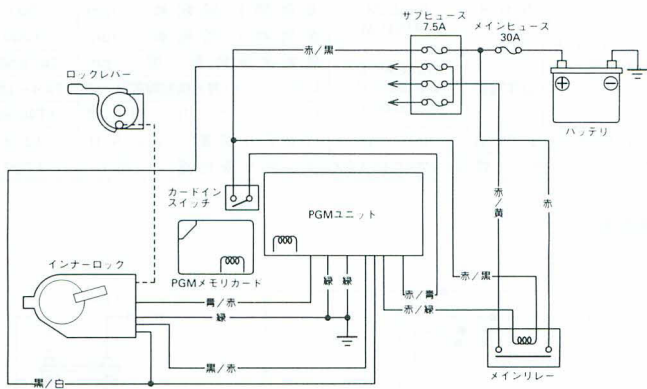 サブヒューズ
7.5A
メインヒューズ
30A
赤／黒
ロックレバー
バッテリ
カードイン
スイッチ
PGMユニット
赤／黄
赤
インナーロック
PGMメモリカード
緑
緑
赤／黒
青／赤
赤／青
緑
赤／緑
黒／赤
メインリレー
黒／白